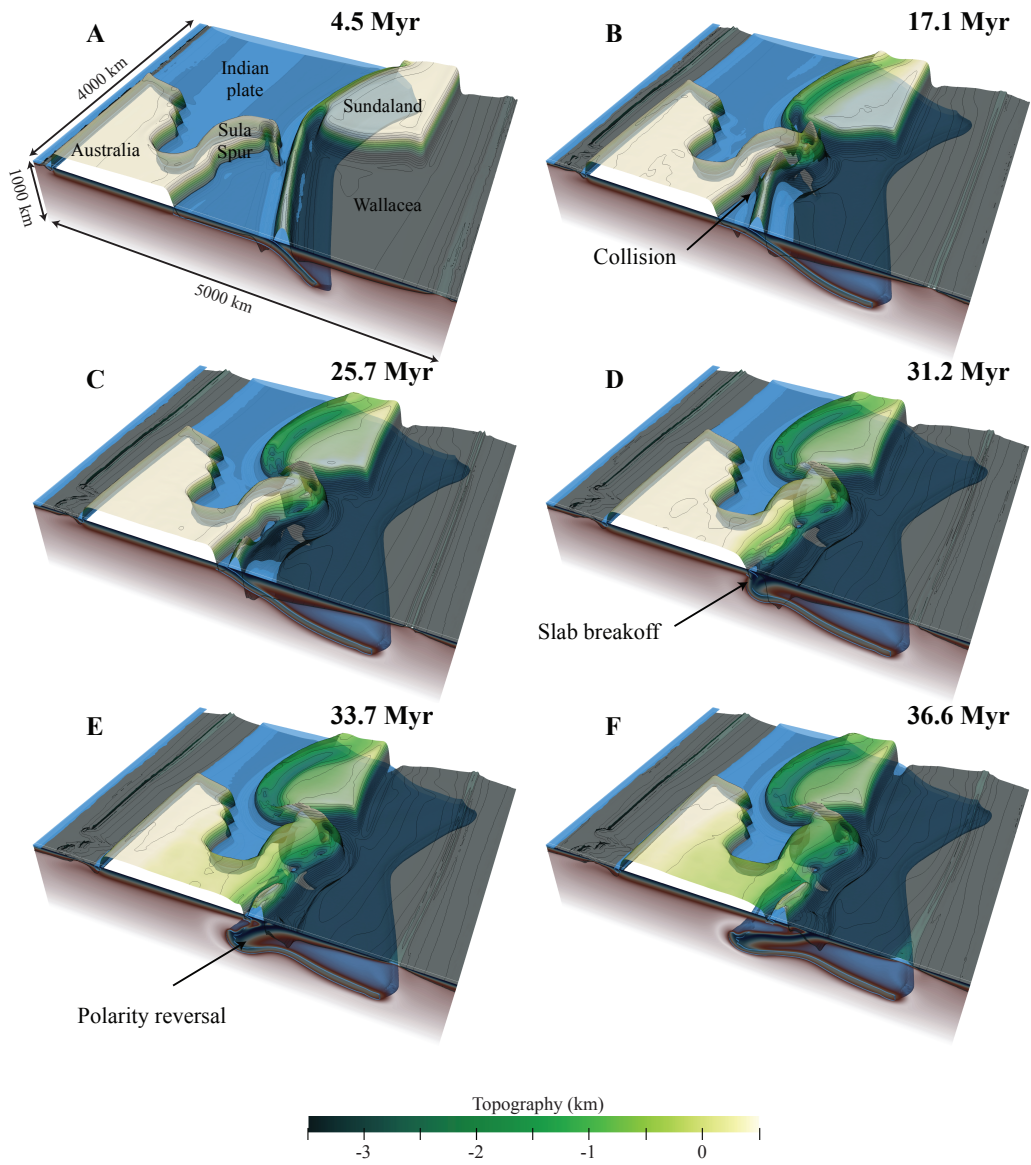 A
4.5 Myr
B
17.1 Myr
4000 km
Indian
plate
Sundaland
Sula
Spur
Australia
Wallacea
1000 km
5000 km
Collision
C
25.7 Myr
D
31.2 Myr
Slab breakoff
E
33.7 Myr
F
36.6 Myr
Polarity reversal
Topography (km)
-3 -2 -1 0